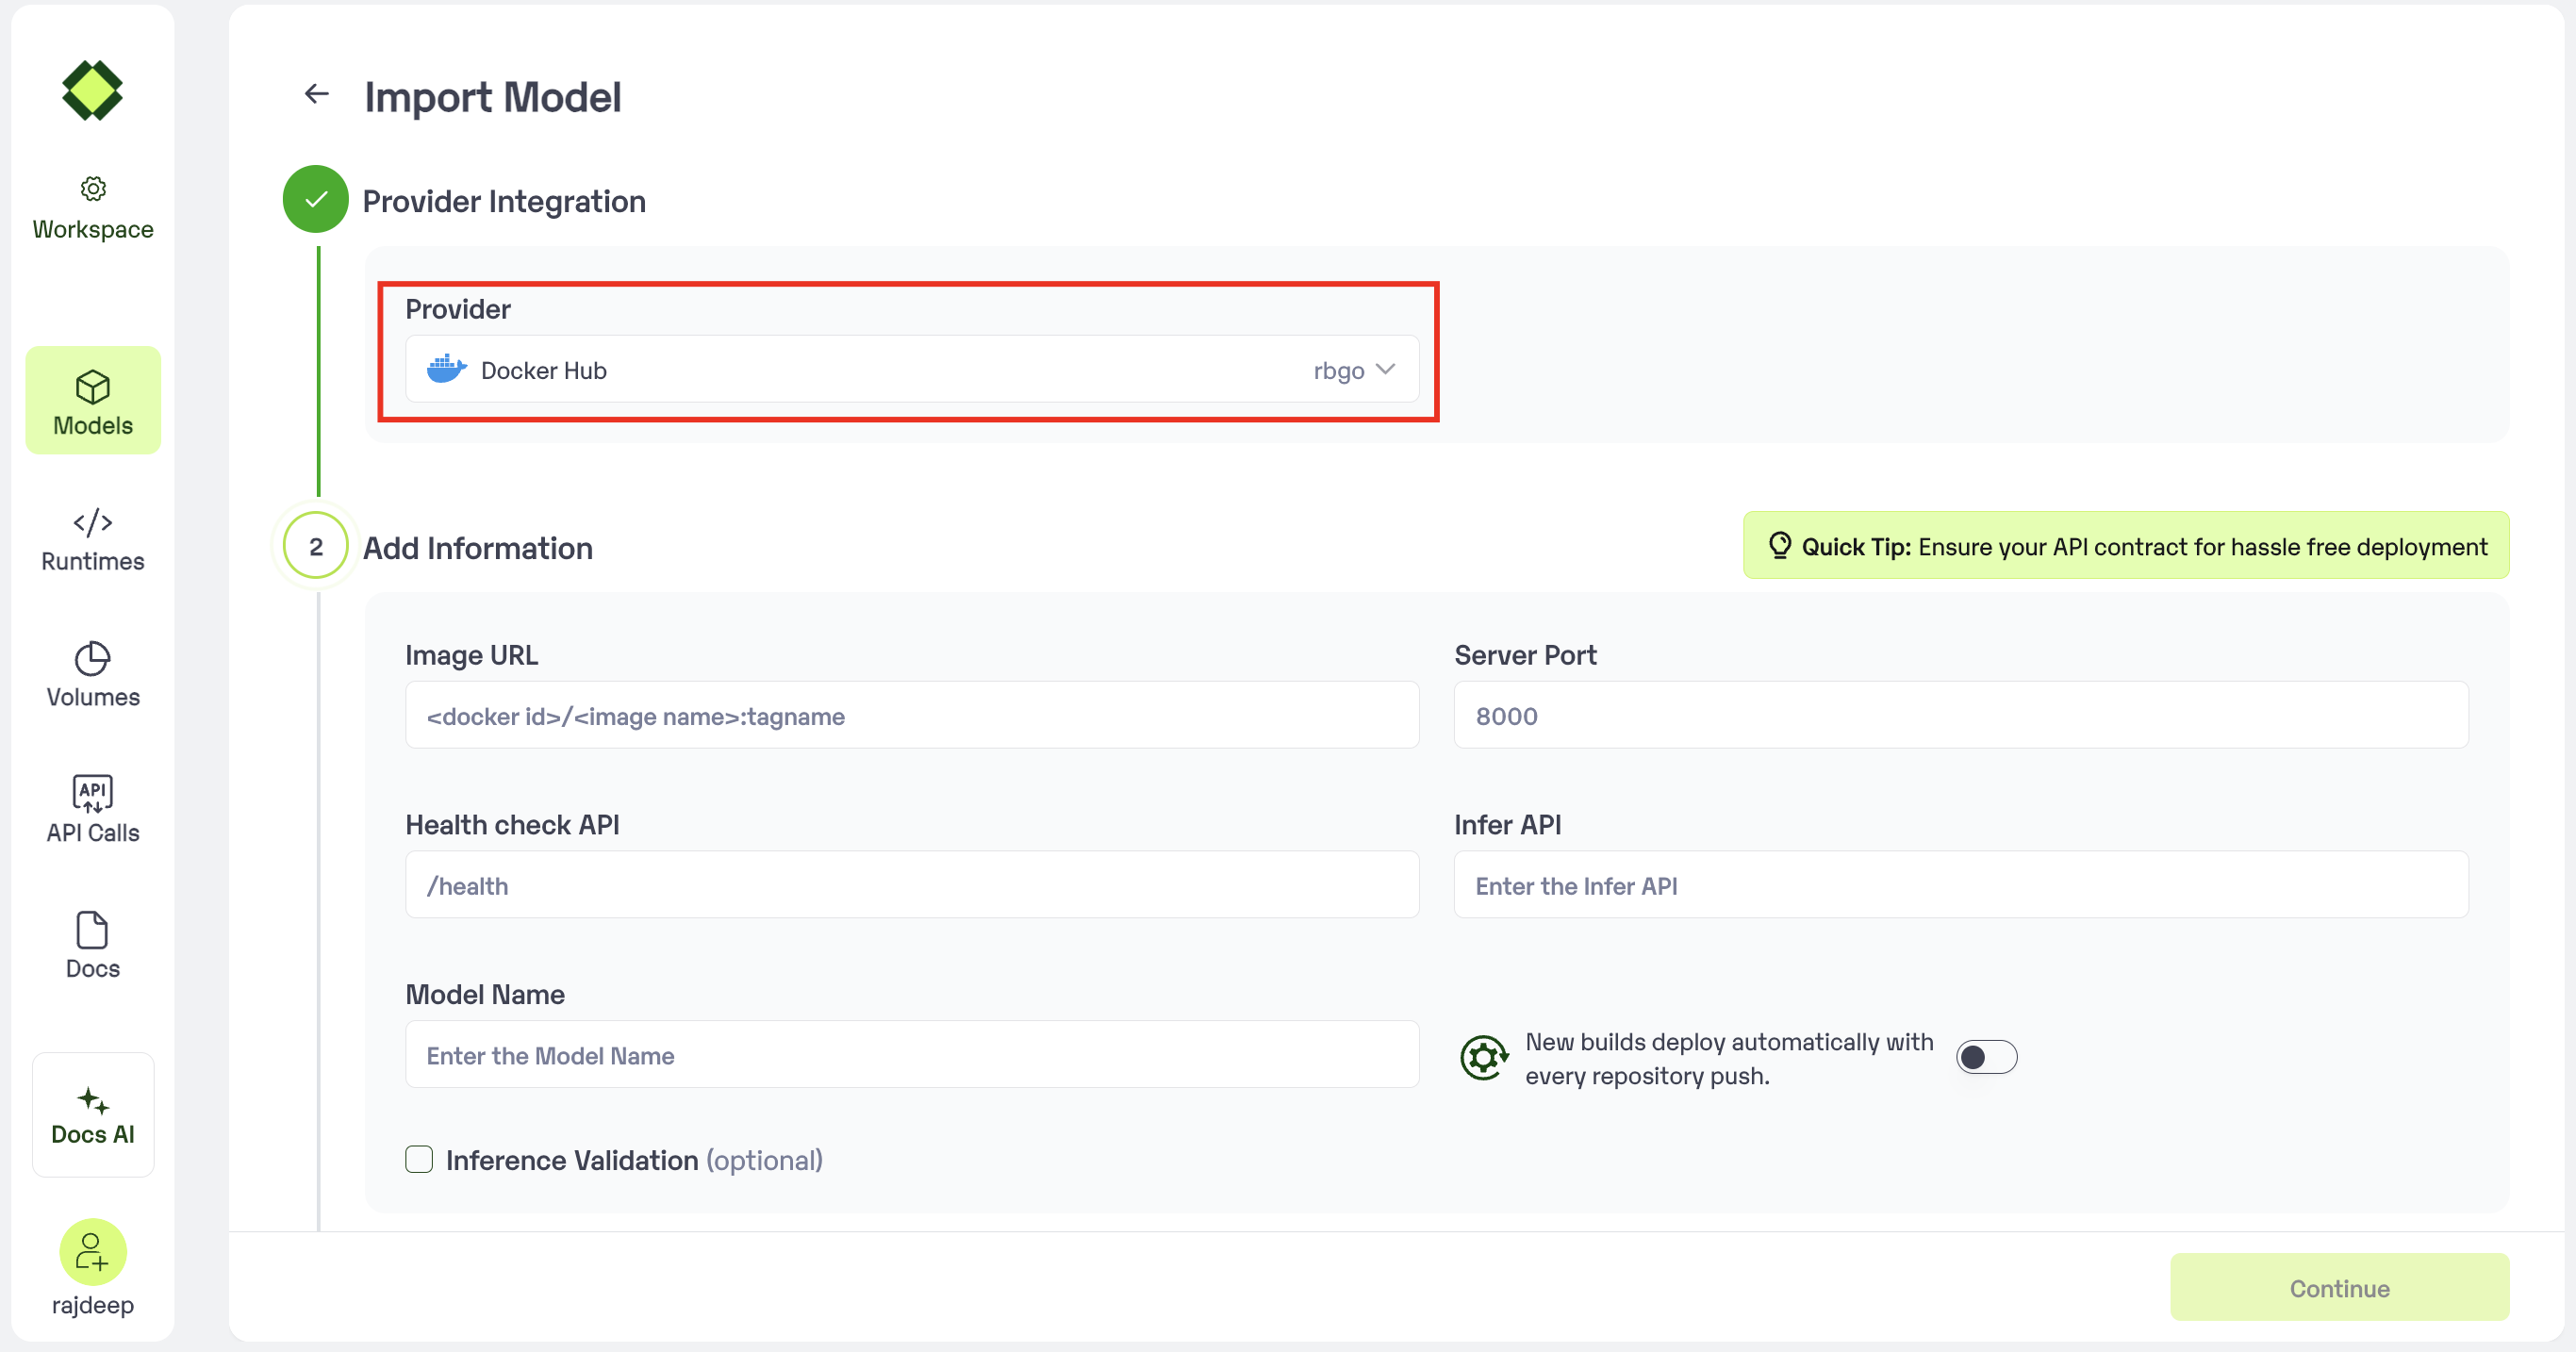 Import Model
Workspace
Provider Integration
Provider
Docker Hub
rbgo
Models
2
Add Information
Quick Tip: Ensure your API contract for hassle free deployment
Runtimes
Image URL
Server Port
<docker id>/<image name>:tagname
8000
Volumes
API
API Calls
Health check API
Infer API
/health
Enter the Infer API
Docs
Model Name
Enter the Model Name
New builds deploy automatically with
every repository push.
Docs AI
Inference Validation (optional)
rajdeep
Continue